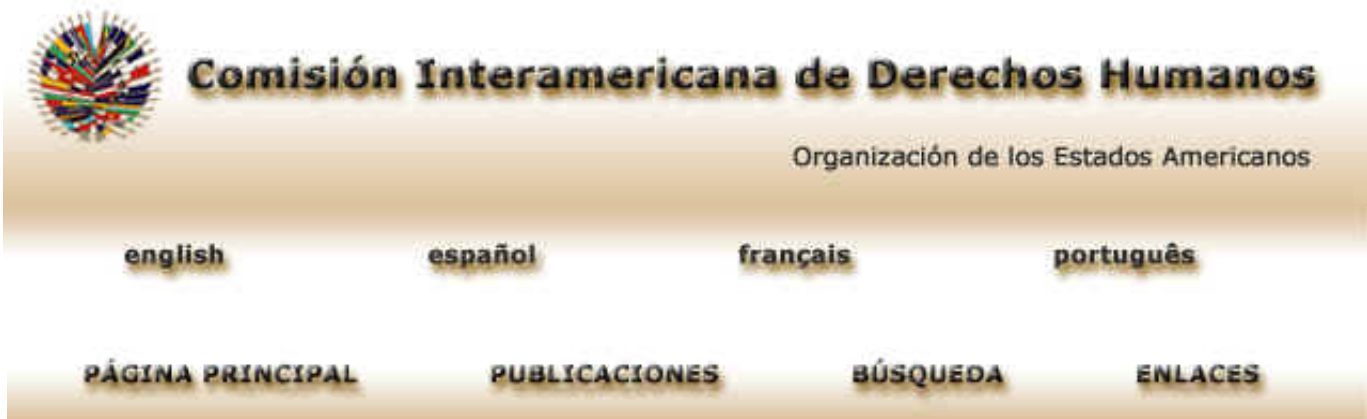 Comisión Interamericana de Derechos Humanos
Organización de los Estados Americanos
english español français português
PÁGINA PRINCIPAL PUBLICACIONES BÚSQUEDA ENLACES